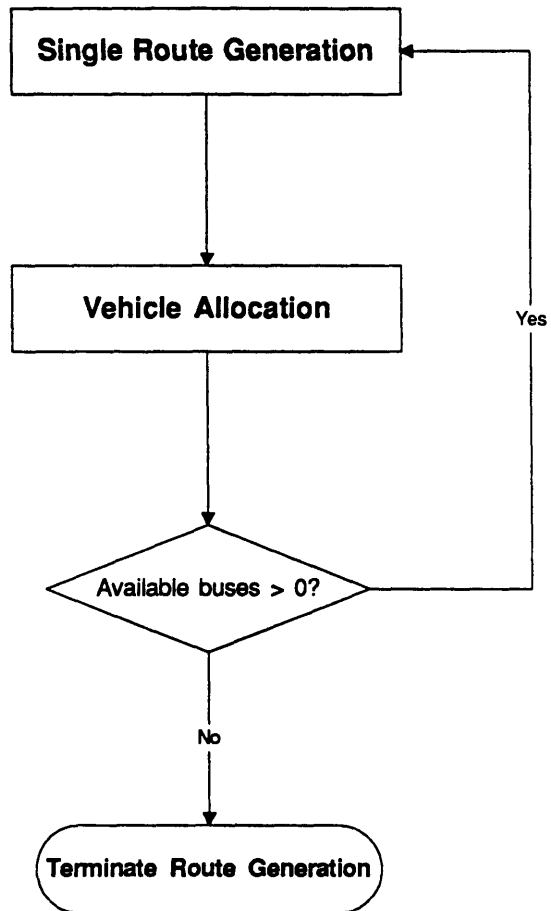 Single Route Generation
Vehicle Allocation
Yes
Available buses > 0?
No
Terminate Route Generation